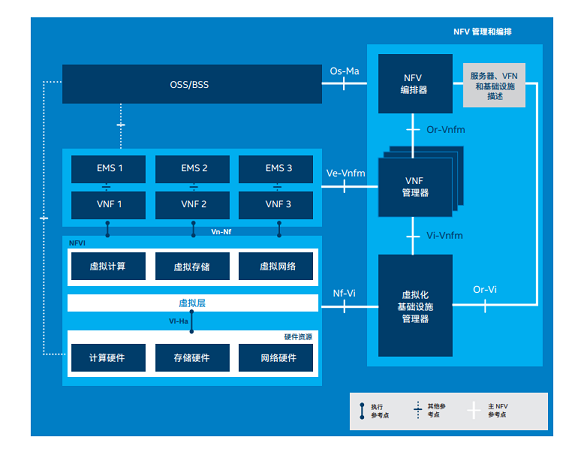 NFV 管理和编排
Os-Ma
OSS/BSS
NFV
编排器
服务器、VFN
和基础设施
描述
Or-Vnfm
EMS 1
EMS 2
EMS 3
VNF 1
VNF 2
VNF 3
Ve-Vnfm
VNF
管理器
Vn-Nf
Vi-Vnfm
NFVI
虚拟计算
虚拟存储
虚拟网络
虚拟层
Nf-Vi
虚拟化
基础设施
管理器
Or-Vi
VI-Ha
硬件资源
计算硬件
存储硬件
网络硬件
执行
参考点
其他参
考点
主 NFV
参考点